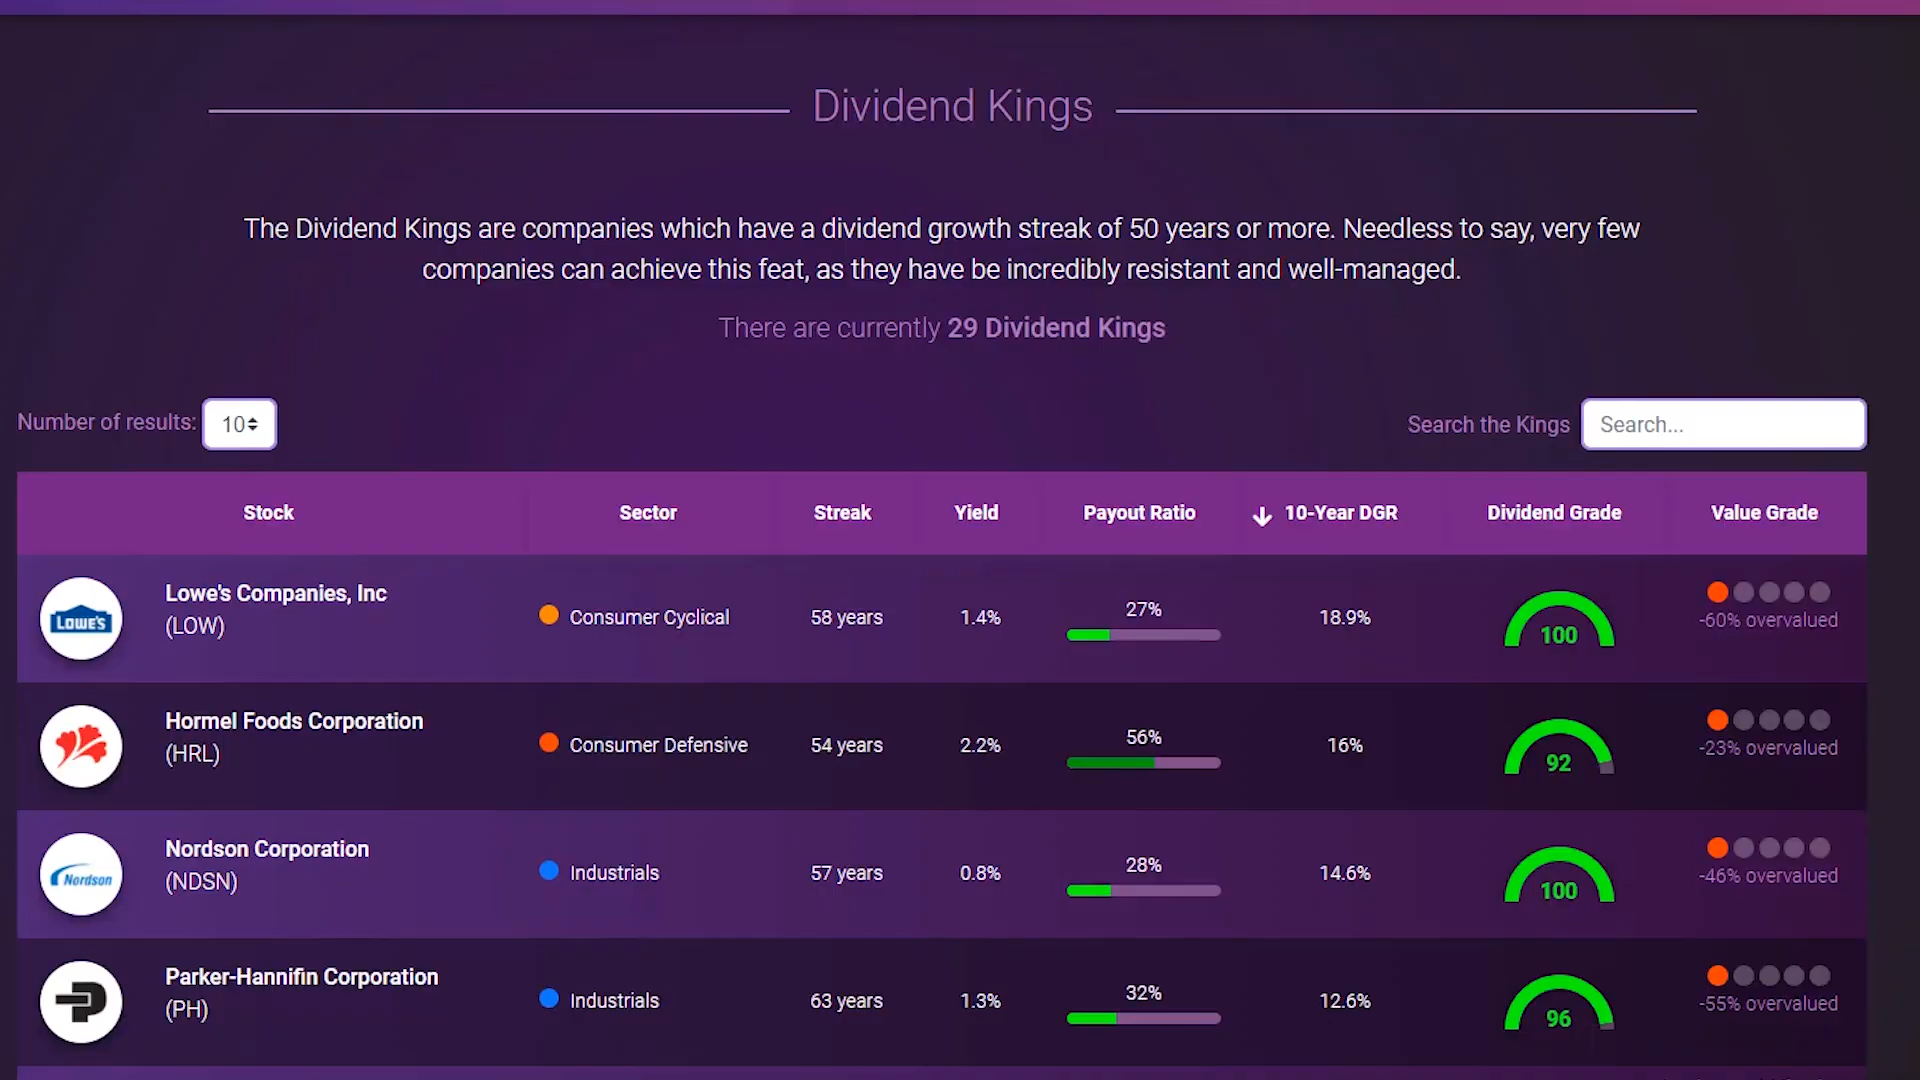 Dividend Kings
The Dividend Kings are companies which have a dividend growth streak of 50 years or more. Needless to say, very few
companies can achieve this feat, as they have be incredibly resistant and well-managed.
There are currently 29 Dividend Kings
Number of results: 10 Search the Kings Search...
Stock Sector Streak Yield Payout Ratio 10-Year DGR Dividend Grade Value Grade
LOWE'S Lowe's Companies, Inc
(LOW) Consumer Cyclical 58 years 1.4% 27% 18.9% 100 -60% overvalued
Hormel Foods Corporation
(HRL) Consumer Defensive 54 years 2.2% 56% 16% 92 -23% overvalued
Nordson Nordson Corporation
(NDSN) Industrials 57 years 0.8% 28% 14.6% 100 -46% overvalued
Parker-Hannifin Corporation
(PH) Industrials 63 years 1.3% 32% 12.6% 96 -55% overvalued